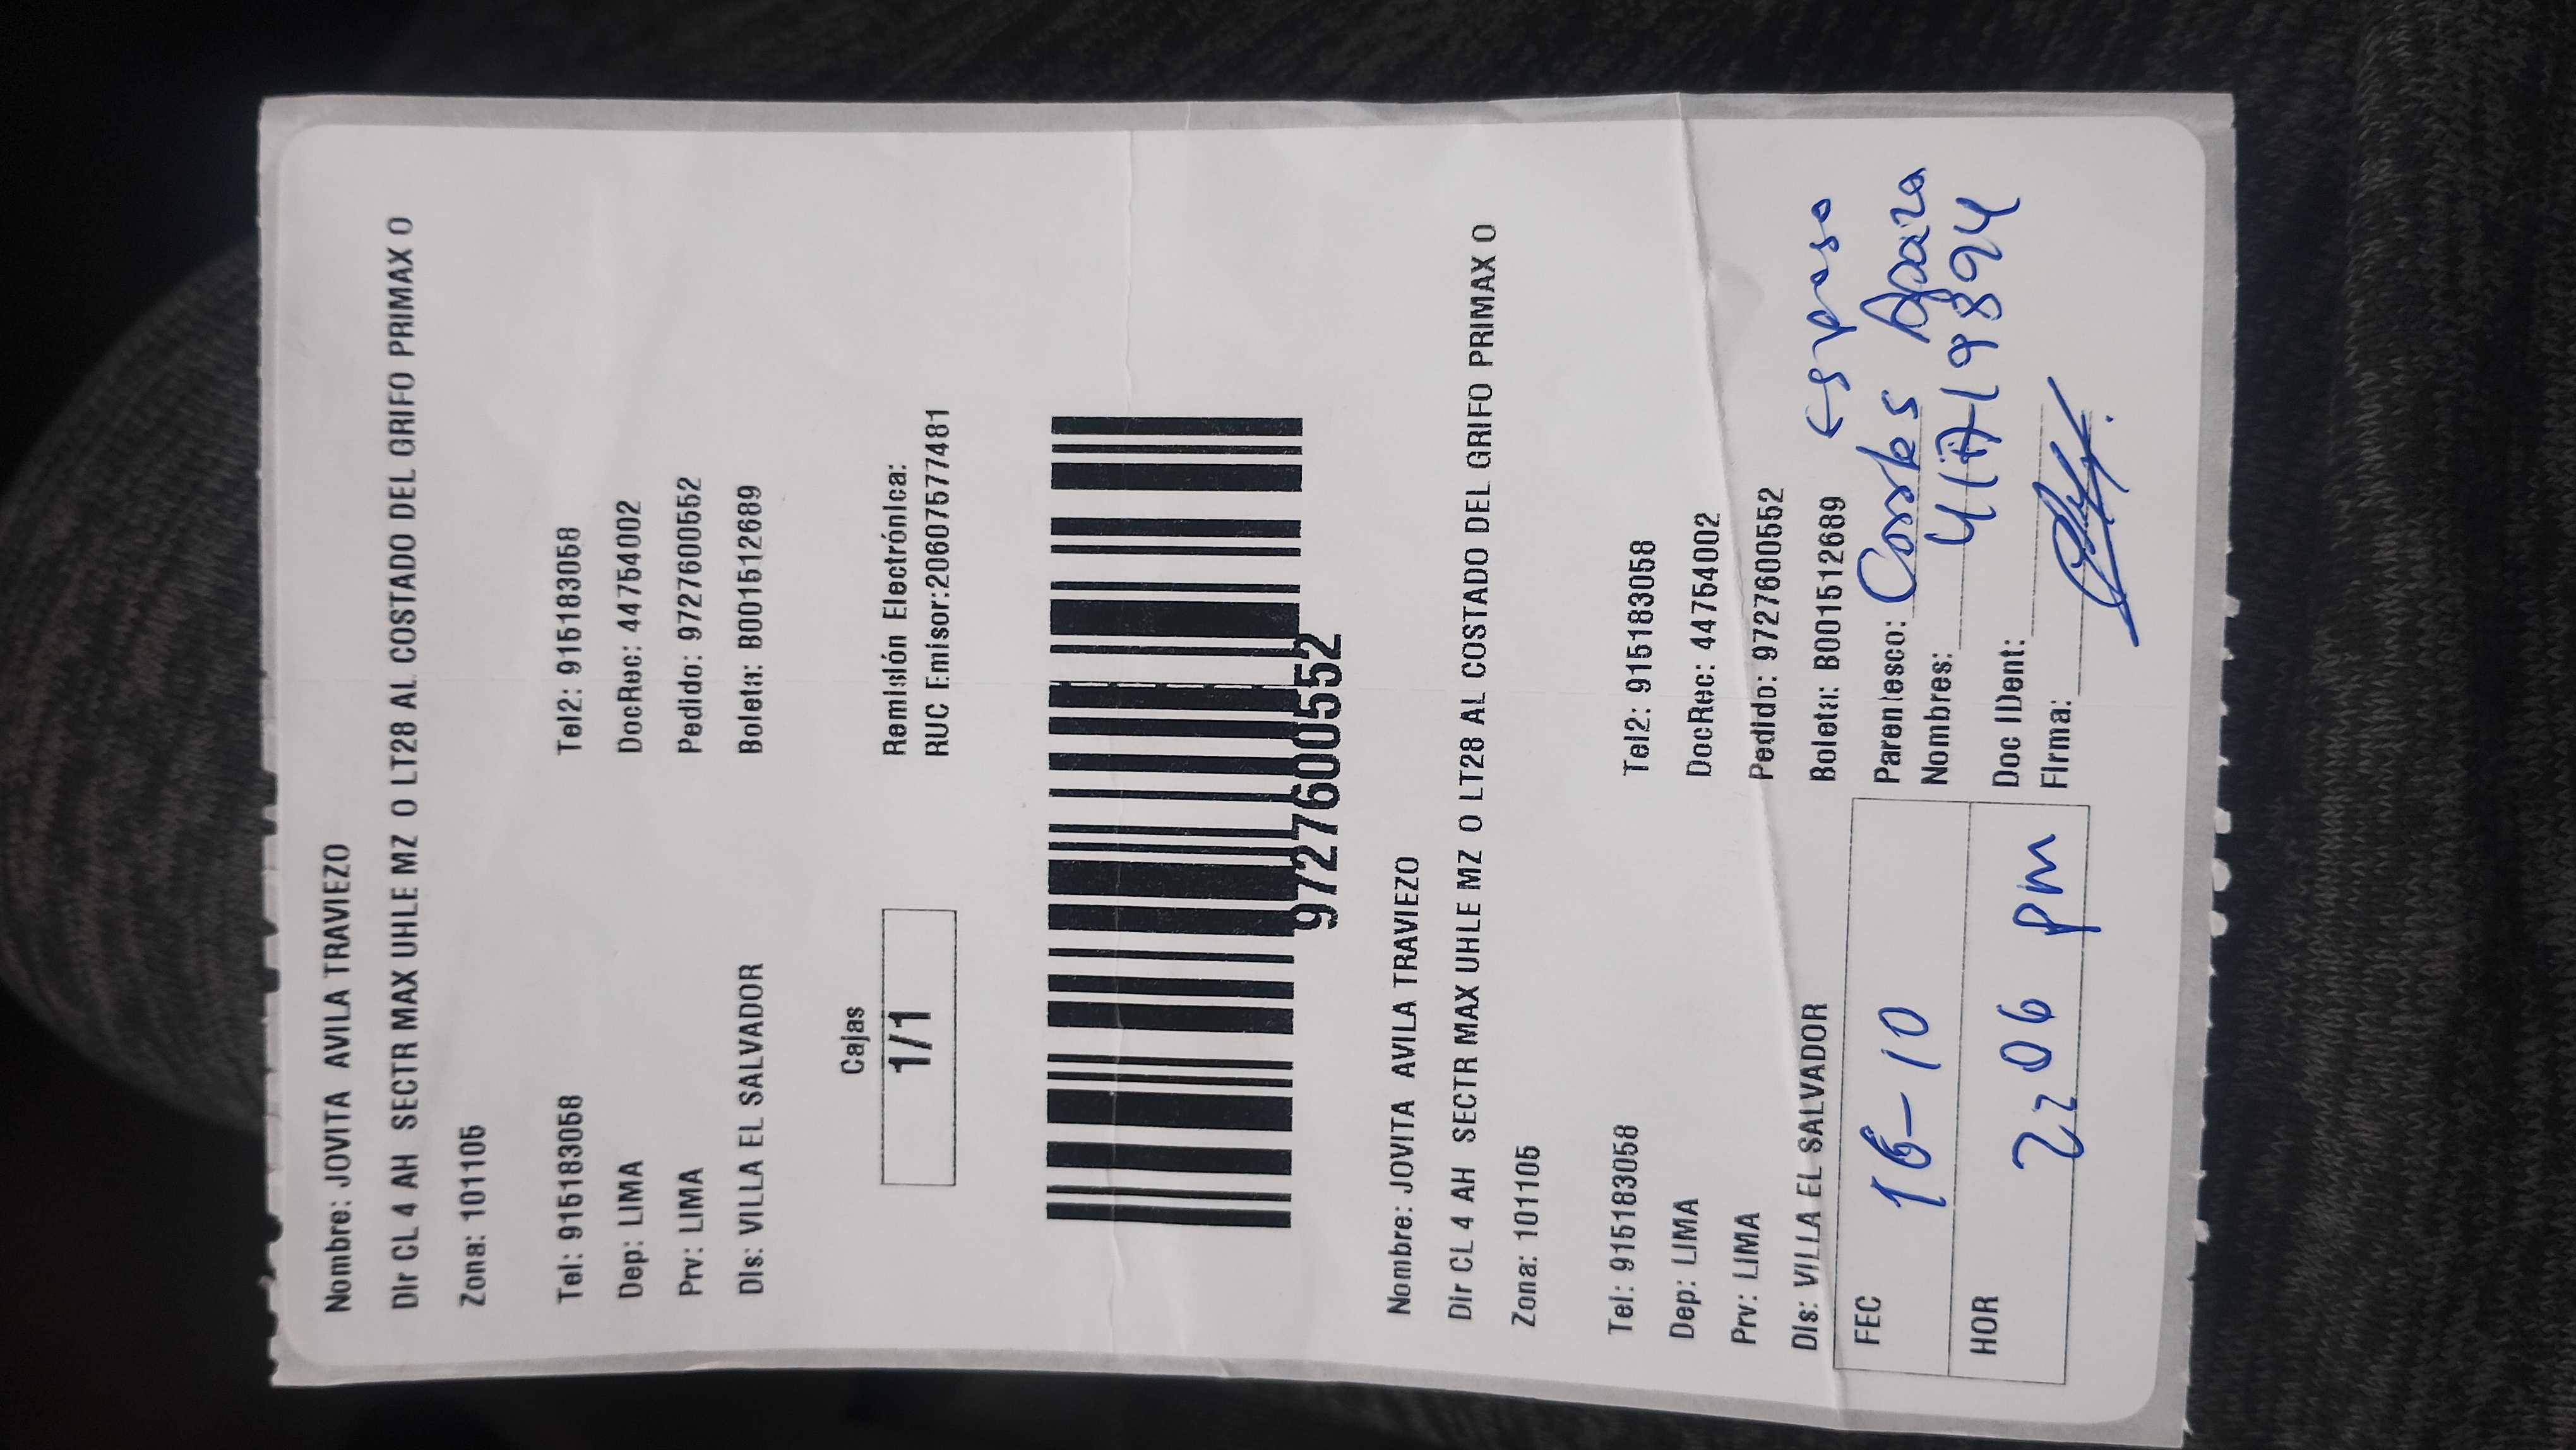 Nombre: JOVITA AVILA TRAVIEZO
Dir CL 4 AH SECTR MAX UHLE MZ O LT28 AL COSTADO DEL GRIFO PRIMAX O
Zona: 101105
Tel: 915183058 Tel2: 915183058
Dep: LIMA DocRec: 44754002
Prv: LIMA Pedido: 9727600552
Dis: VILLA EL SALVADOR Boleta: B001512689
Cajas
1/1
Remisión Electrónica:
RUC Emisor:20607577481
9727600552
Nombre: JOVITA AVILA TRAVIEZO
Dir CL 4 AH SECTR MAX UHLE MZ O LT28 AL COSTADO DEL GRIFO PRIMAX O
Zona: 101105
Tel: 915183058 Tel2: 915183058
Dep: LIMA DocRec: 44754002
Prv: LIMA Pedido: 9727600552
Dis: VILLA EL SALVADOR Boleta: B001512689
FEC 16-10
HOR 2:06 pm
Parentesco: Esposo
Nombres: Carlos Apaza
Doc IDent: 41719894
Firma: